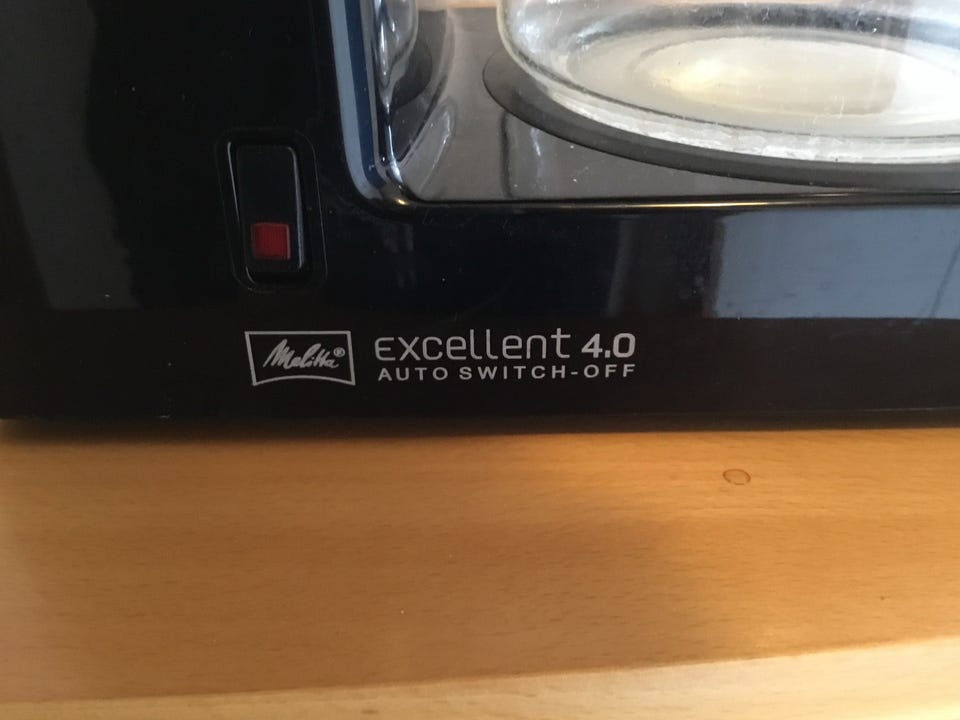 Melitta® excellent 4.0
AUTO SWITCH-OFF